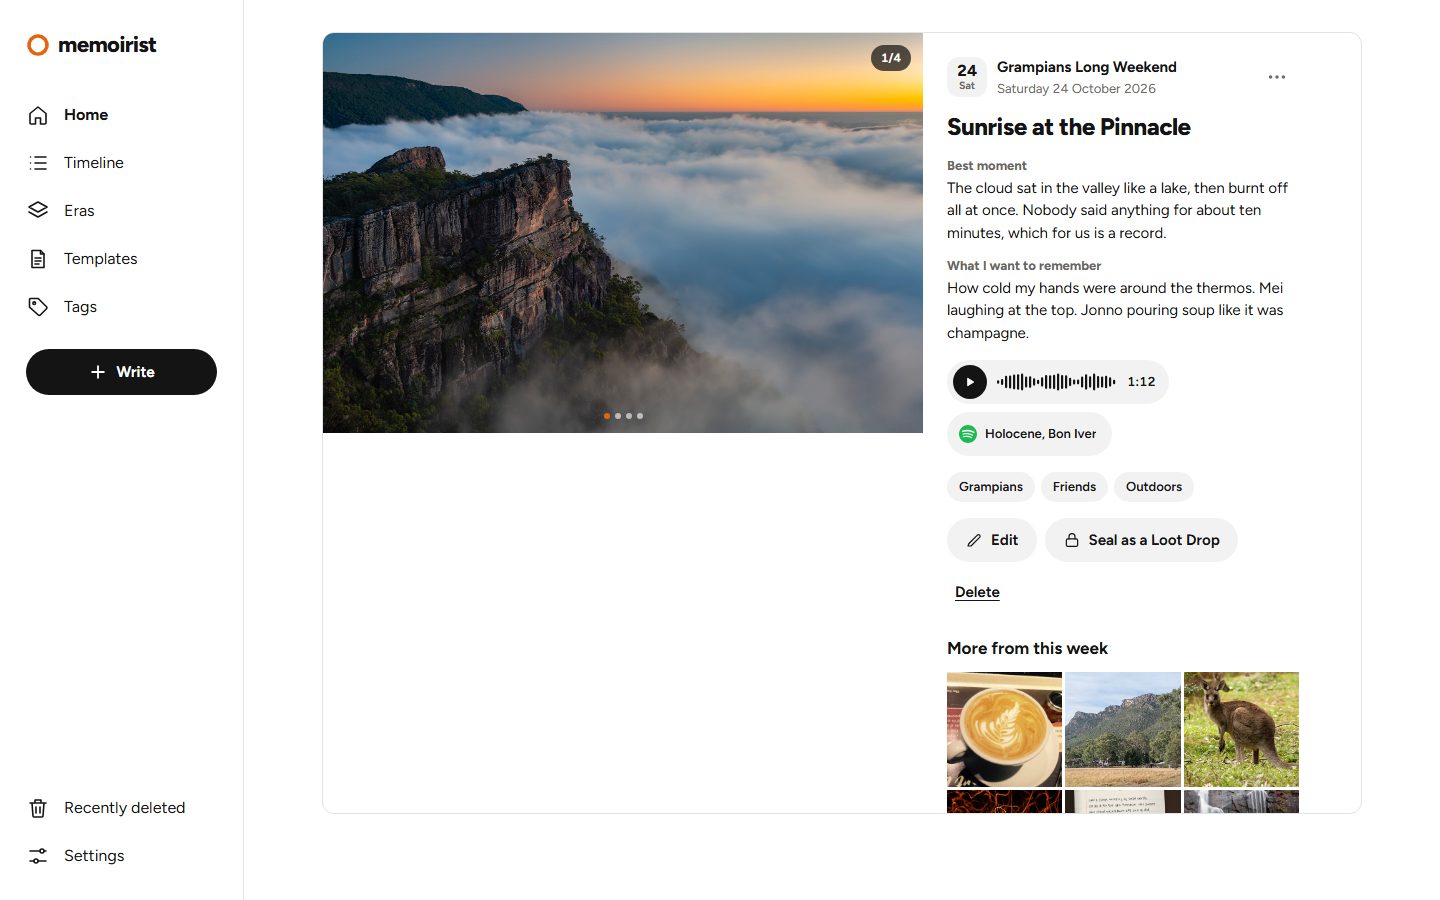 memoirist
Home
Timeline
Eras
Templates
Tags
Write
Recently deleted
Settings
1/4
24
Sat
Grampians Long Weekend
Saturday 24 October 2026
Sunrise at the Pinnacle
Best moment
The cloud sat in the valley like a lake, then burnt off
all at once. Nobody said anything for about ten
minutes, which for us is a record.
What I want to remember
How cold my hands were around the thermos. Mei
laughing at the top. Jonno pouring soup like it was
champagne.
1:12
Holocene, Bon Iver
Grampians
Friends
Outdoors
Edit
Seal as a Loot Drop
Delete
More from this week